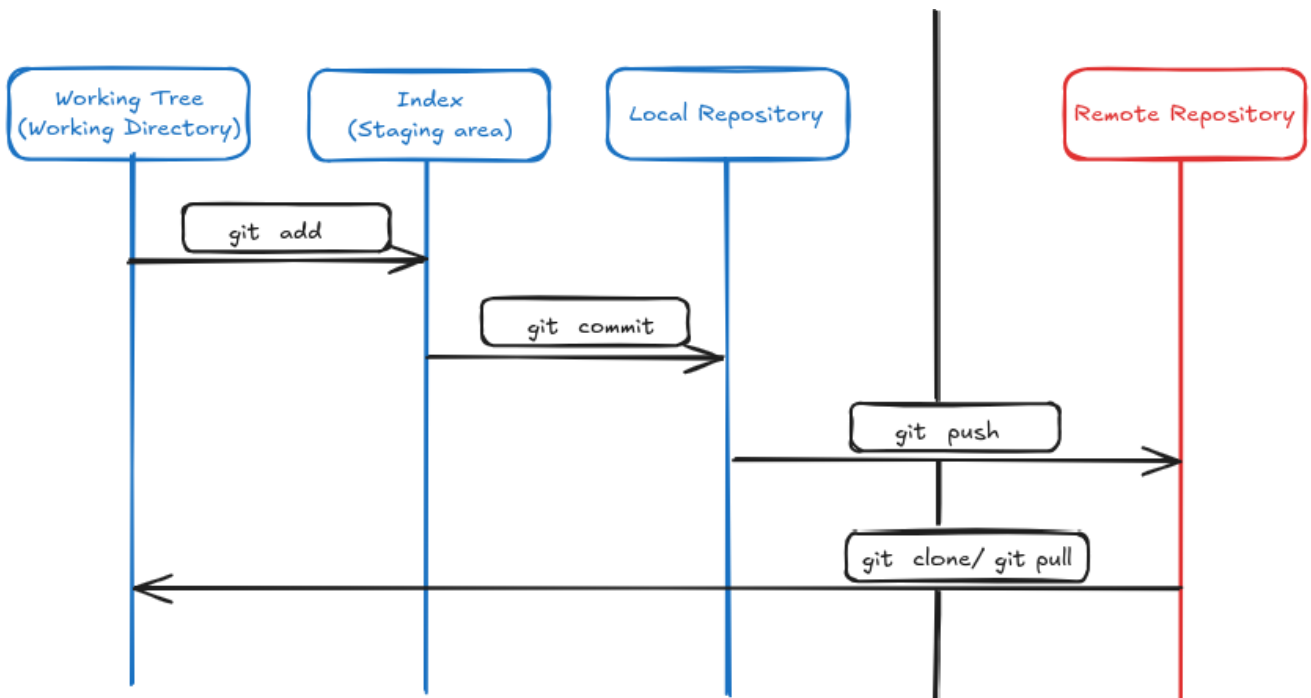 Working Tree
(Working Directory)
Index
(Staging area)
Local Repository
Remote Repository
git add
git commit
git push
git clone/ git pull